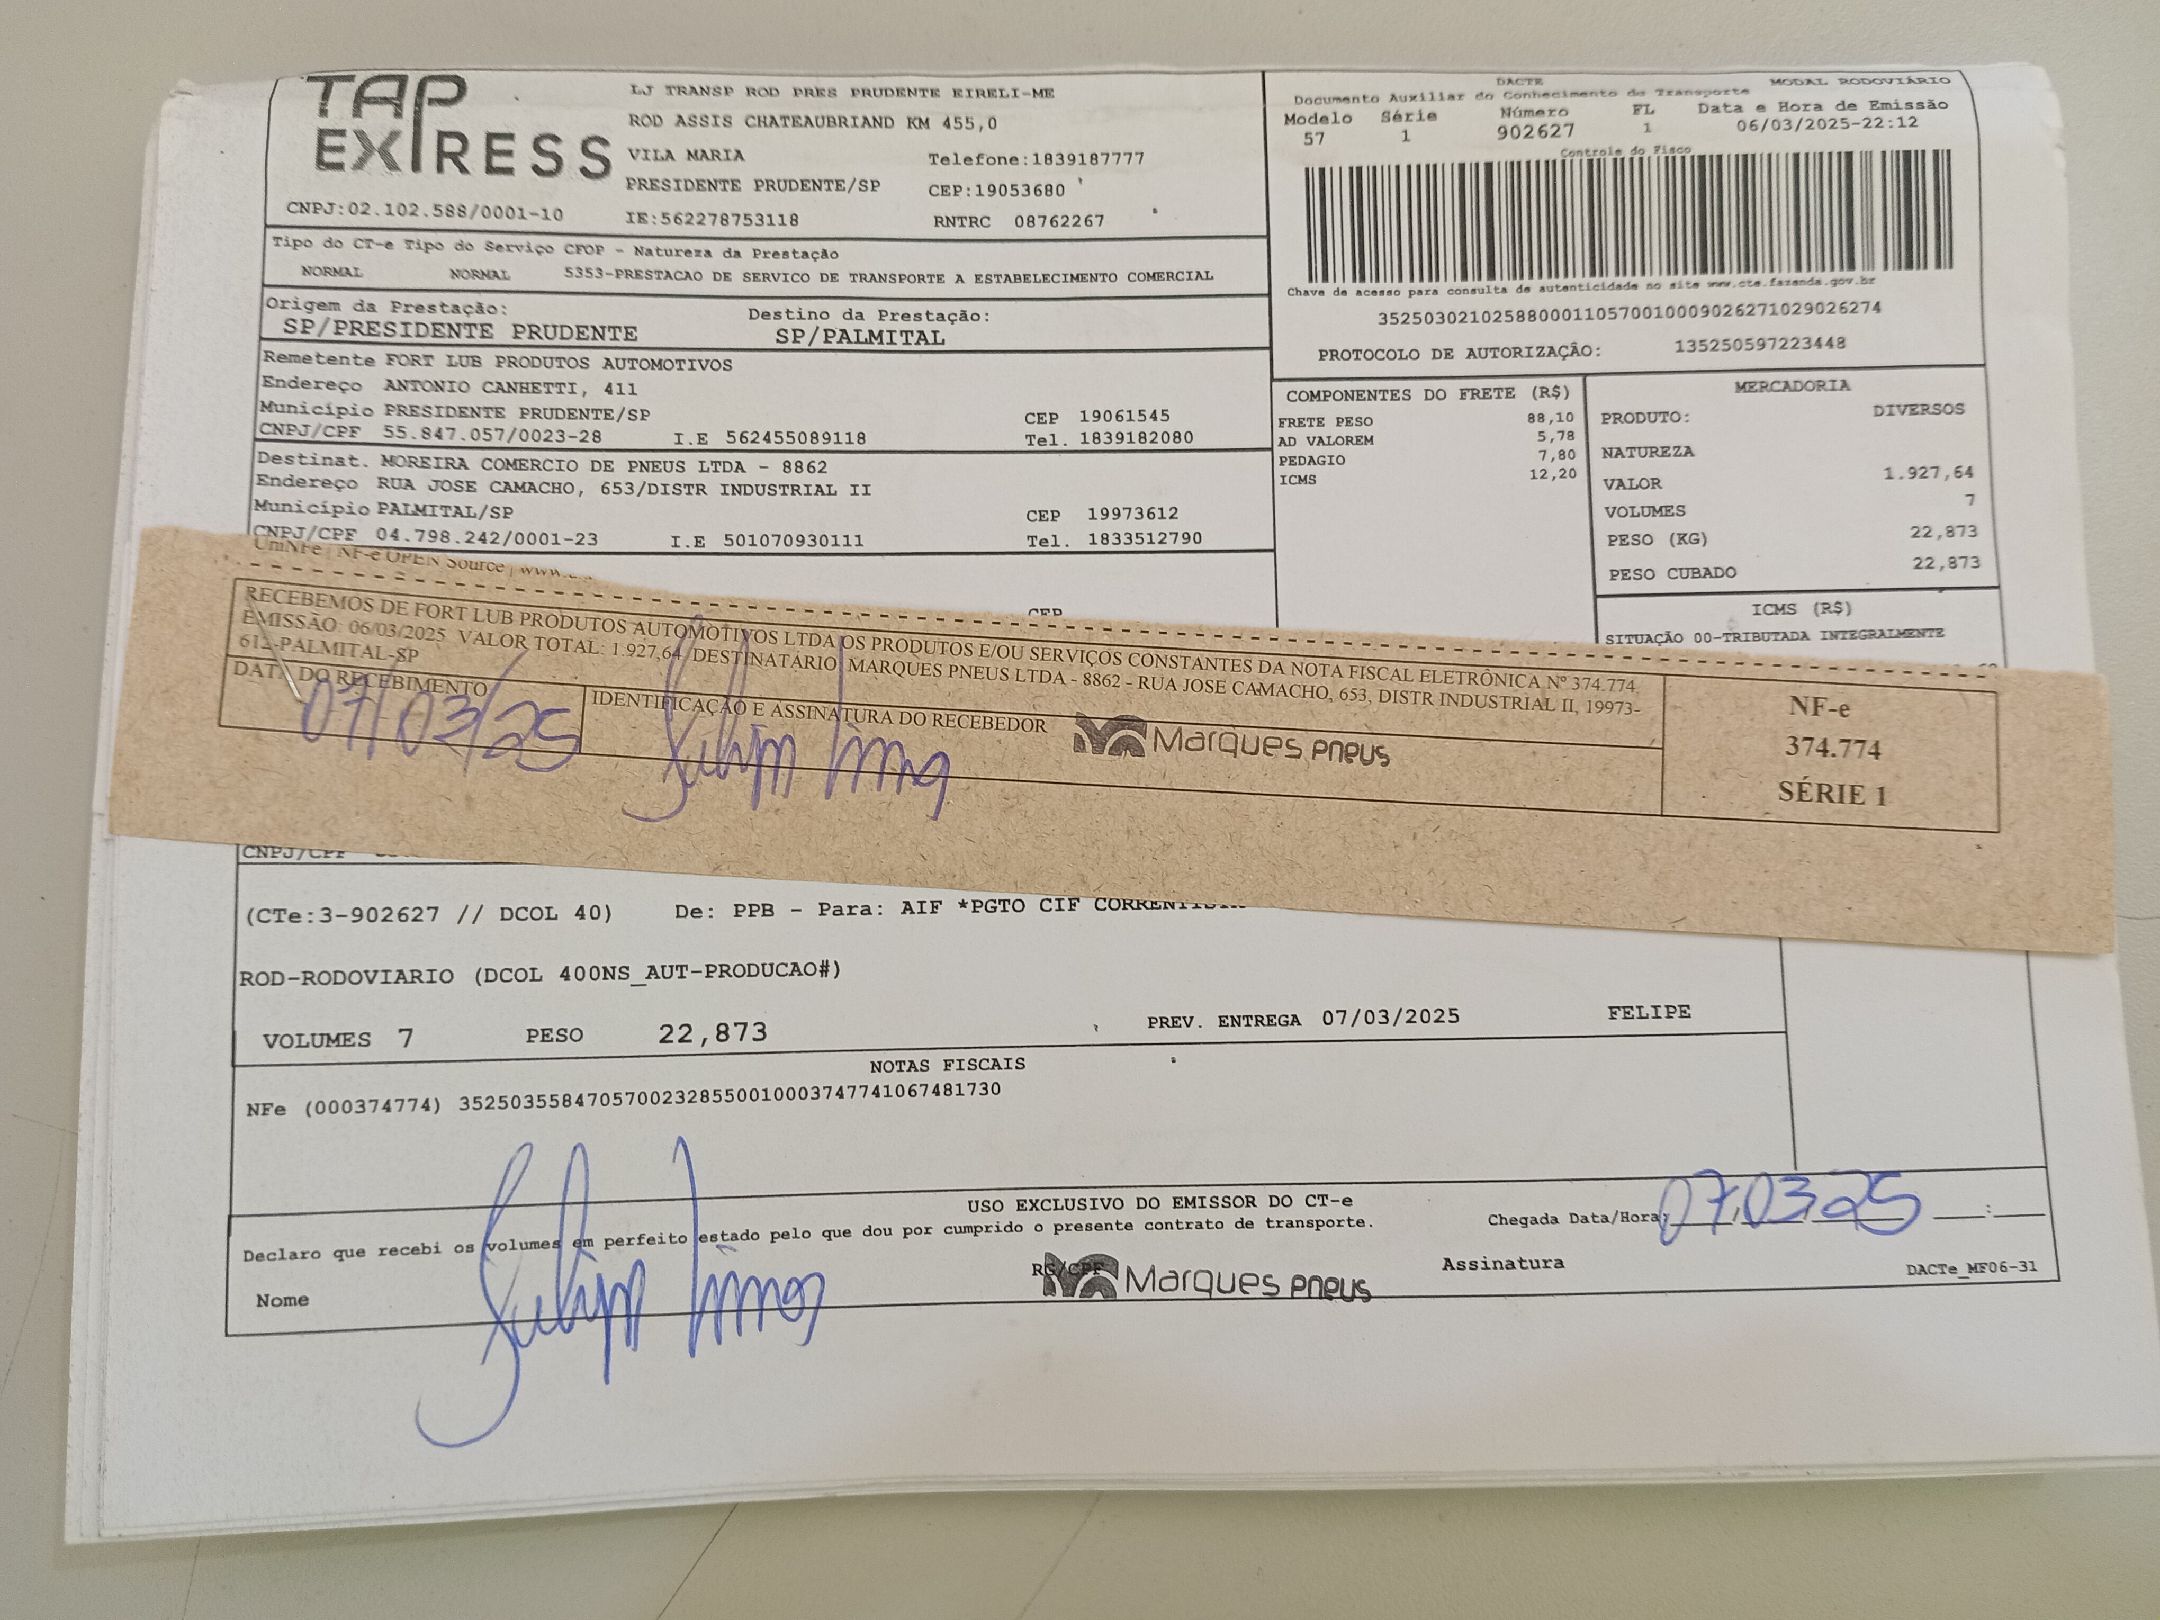 TAP EXPRESS
LJ TRANSP ROD PRES PRUDENTE EIRELI-ME
ROD ASSIS CHATEAUBRIAND KM 455,0
VILA MARIA Telefone:1839187777
PRESIDENTE PRUDENTE/SP CEP:19053680
CNPJ:02.102.588/0001-10 IE:562278753118 RNTRC 08762267
DACTE MODAL RODOVIÁRIO
Documento Auxiliar do Conhecimento de Transporte
Modelo Série Número FL Data e Hora de Emissão
57 1 902627 1 06/03/2025-22:12
Controle do Fisco
Chave de acesso para consulta de autenticidade no site www.cte.fazenda.gov.br
35250302102588000110570010009026271029026274
PROTOCOLO DE AUTORIZAÇÃO: 135250597223448
Tipo do CT-e Tipo do Serviço CFOP - Natureza da Prestação
NORMAL NORMAL 5353-PRESTACAO DE SERVICO DE TRANSPORTE A ESTABELECIMENTO COMERCIAL
Origem da Prestação: Destino da Prestação:
SP/PRESIDENTE PRUDENTE SP/PALMITAL
Remetente FORT LUB PRODUTOS AUTOMOTIVOS
Endereço ANTONIO CANHETTI, 411
Município PRESIDENTE PRUDENTE/SP CEP 19061545
CNPJ/CPF 55.847.057/0023-28 I.E 562455089118 Tel. 1839182080
Destinat. MOREIRA COMERCIO DE PNEUS LTDA - 8862
Endereço RUA JOSE CAMACHO, 653/DISTR INDUSTRIAL II
Município PALMITAL/SP CEP 19973612
CNPJ/CPF 04.798.242/0001-23 I.E 501070930111 Tel. 1833512790
COMPONENTES DO FRETE (R$)
FRETE PESO 88,10
AD VALOREM 5,78
PEDAGIO 7,80
ICMS 12,20
MERCADORIA
PRODUTO: DIVERSOS
NATUREZA
VALOR 1.927,64
VOLUMES 7
PESO (KG) 22,873
PESO CUBADO 22,873
ICMS (R$)
SITUAÇÃO 00-TRIBUTADA INTEGRALMENTE
CEP
UniNFe | NF-e OPEN Source | www.
RECEBEMOS DE FORT LUB PRODUTOS AUTOMOTIVOS LTDA OS PRODUTOS E/OU SERVIÇOS CONSTANTES DA NOTA FISCAL ELETRÔNICA Nº 374.774,
EMISSÃO: 06/03/2025 VALOR TOTAL: 1.927,64 DESTINATÁRIO: MARQUES PNEUS LTDA - 8862 - RUA JOSE CAMACHO, 653, DISTR INDUSTRIAL II, 19973-
612-PALMITAL-SP
DATA DO RECEBIMENTO IDENTIFICAÇÃO E ASSINATURA DO RECEBEDOR
07/03/25
Marques pneus
NF-e
374.774
SÉRIE 1
CNPJ/CPF
(CTe:3-902627 // DCOL 40) De: PPB - Para: AIF *PGTO CIF CORRENTISTA
ROD-RODOVIARIO (DCOL 400NS_AUT-PRODUCAO#)
VOLUMES 7 PESO 22,873 PREV. ENTREGA 07/03/2025 FELIPE
NOTAS FISCAIS
NFe (000374774) 35250355847057002328550010003747741067481730
USO EXCLUSIVO DO EMISSOR DO CT-e
Declaro que recebi os volumes em perfeito estado pelo que dou por cumprido o presente contrato de transporte.
Chegada Data/Hora: 07/03/25 :
Nome RG/CPF Assinatura
Marques pneus
DACTe_MF06-31